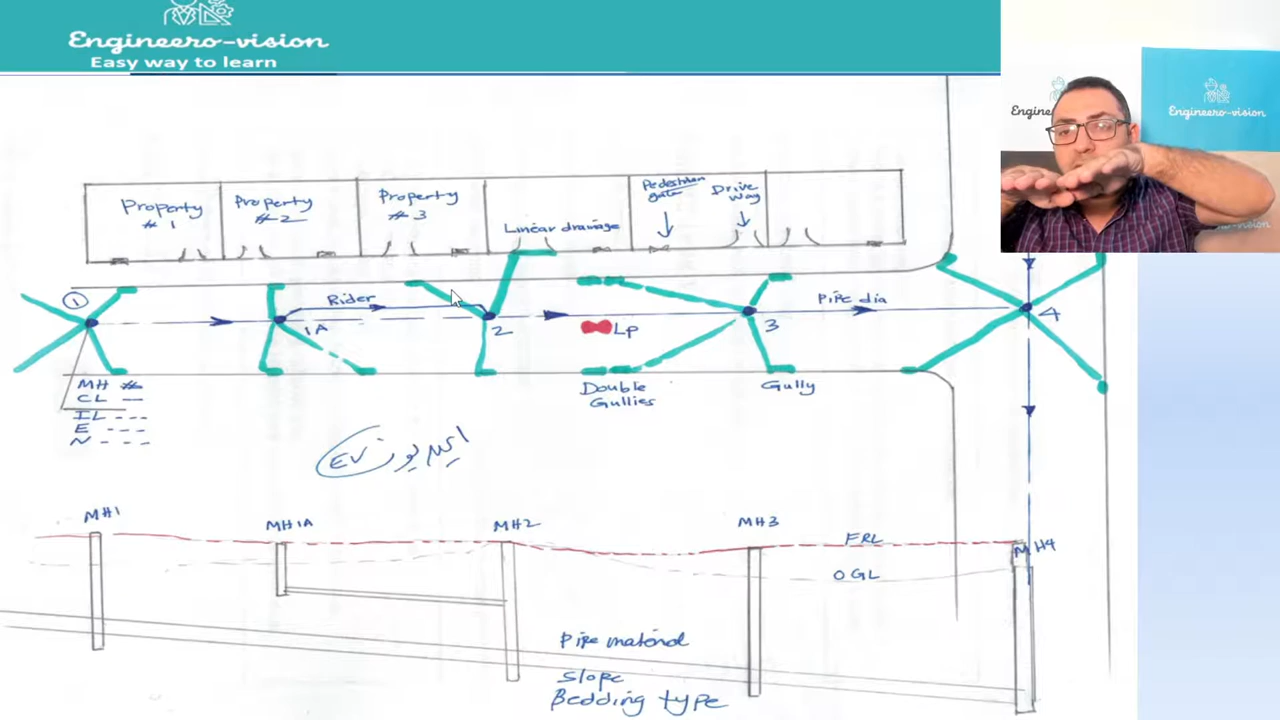 Engineero-vision
Easy way to learn
Engineero-vision
Property
# 1
Property
# 2
Property
# 3
Linear drainage
Pedestrian
gate
Drive
way
1
Rider
1A
2
Lp
3
Pipe dia
4
MH #
CL —
IL ---
E ---
N ---
Double
Gullies
Gully
EV
MH1
MH1A
MH2
MH3
FRL
MH4
OGL
Pipe material
Slope
Bedding type